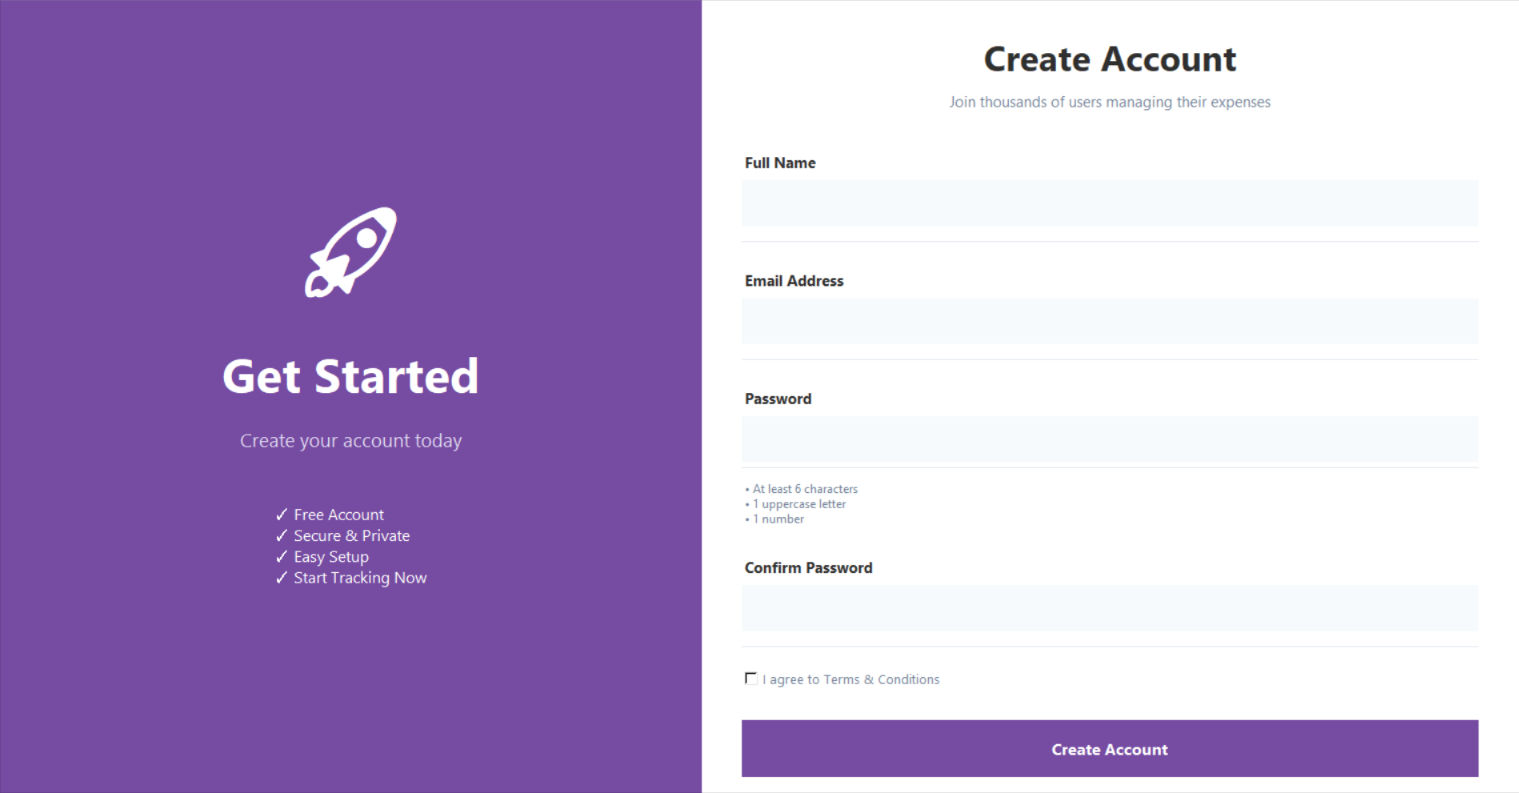 Get Started
Create your account today
✓ Free Account
✓ Secure & Private
✓ Easy Setup
✓ Start Tracking Now
Create Account
Join thousands of users managing their expenses
Full Name
Email Address
Password
• At least 6 characters
• 1 uppercase letter
• 1 number
Confirm Password
I agree to Terms & Conditions
Create Account